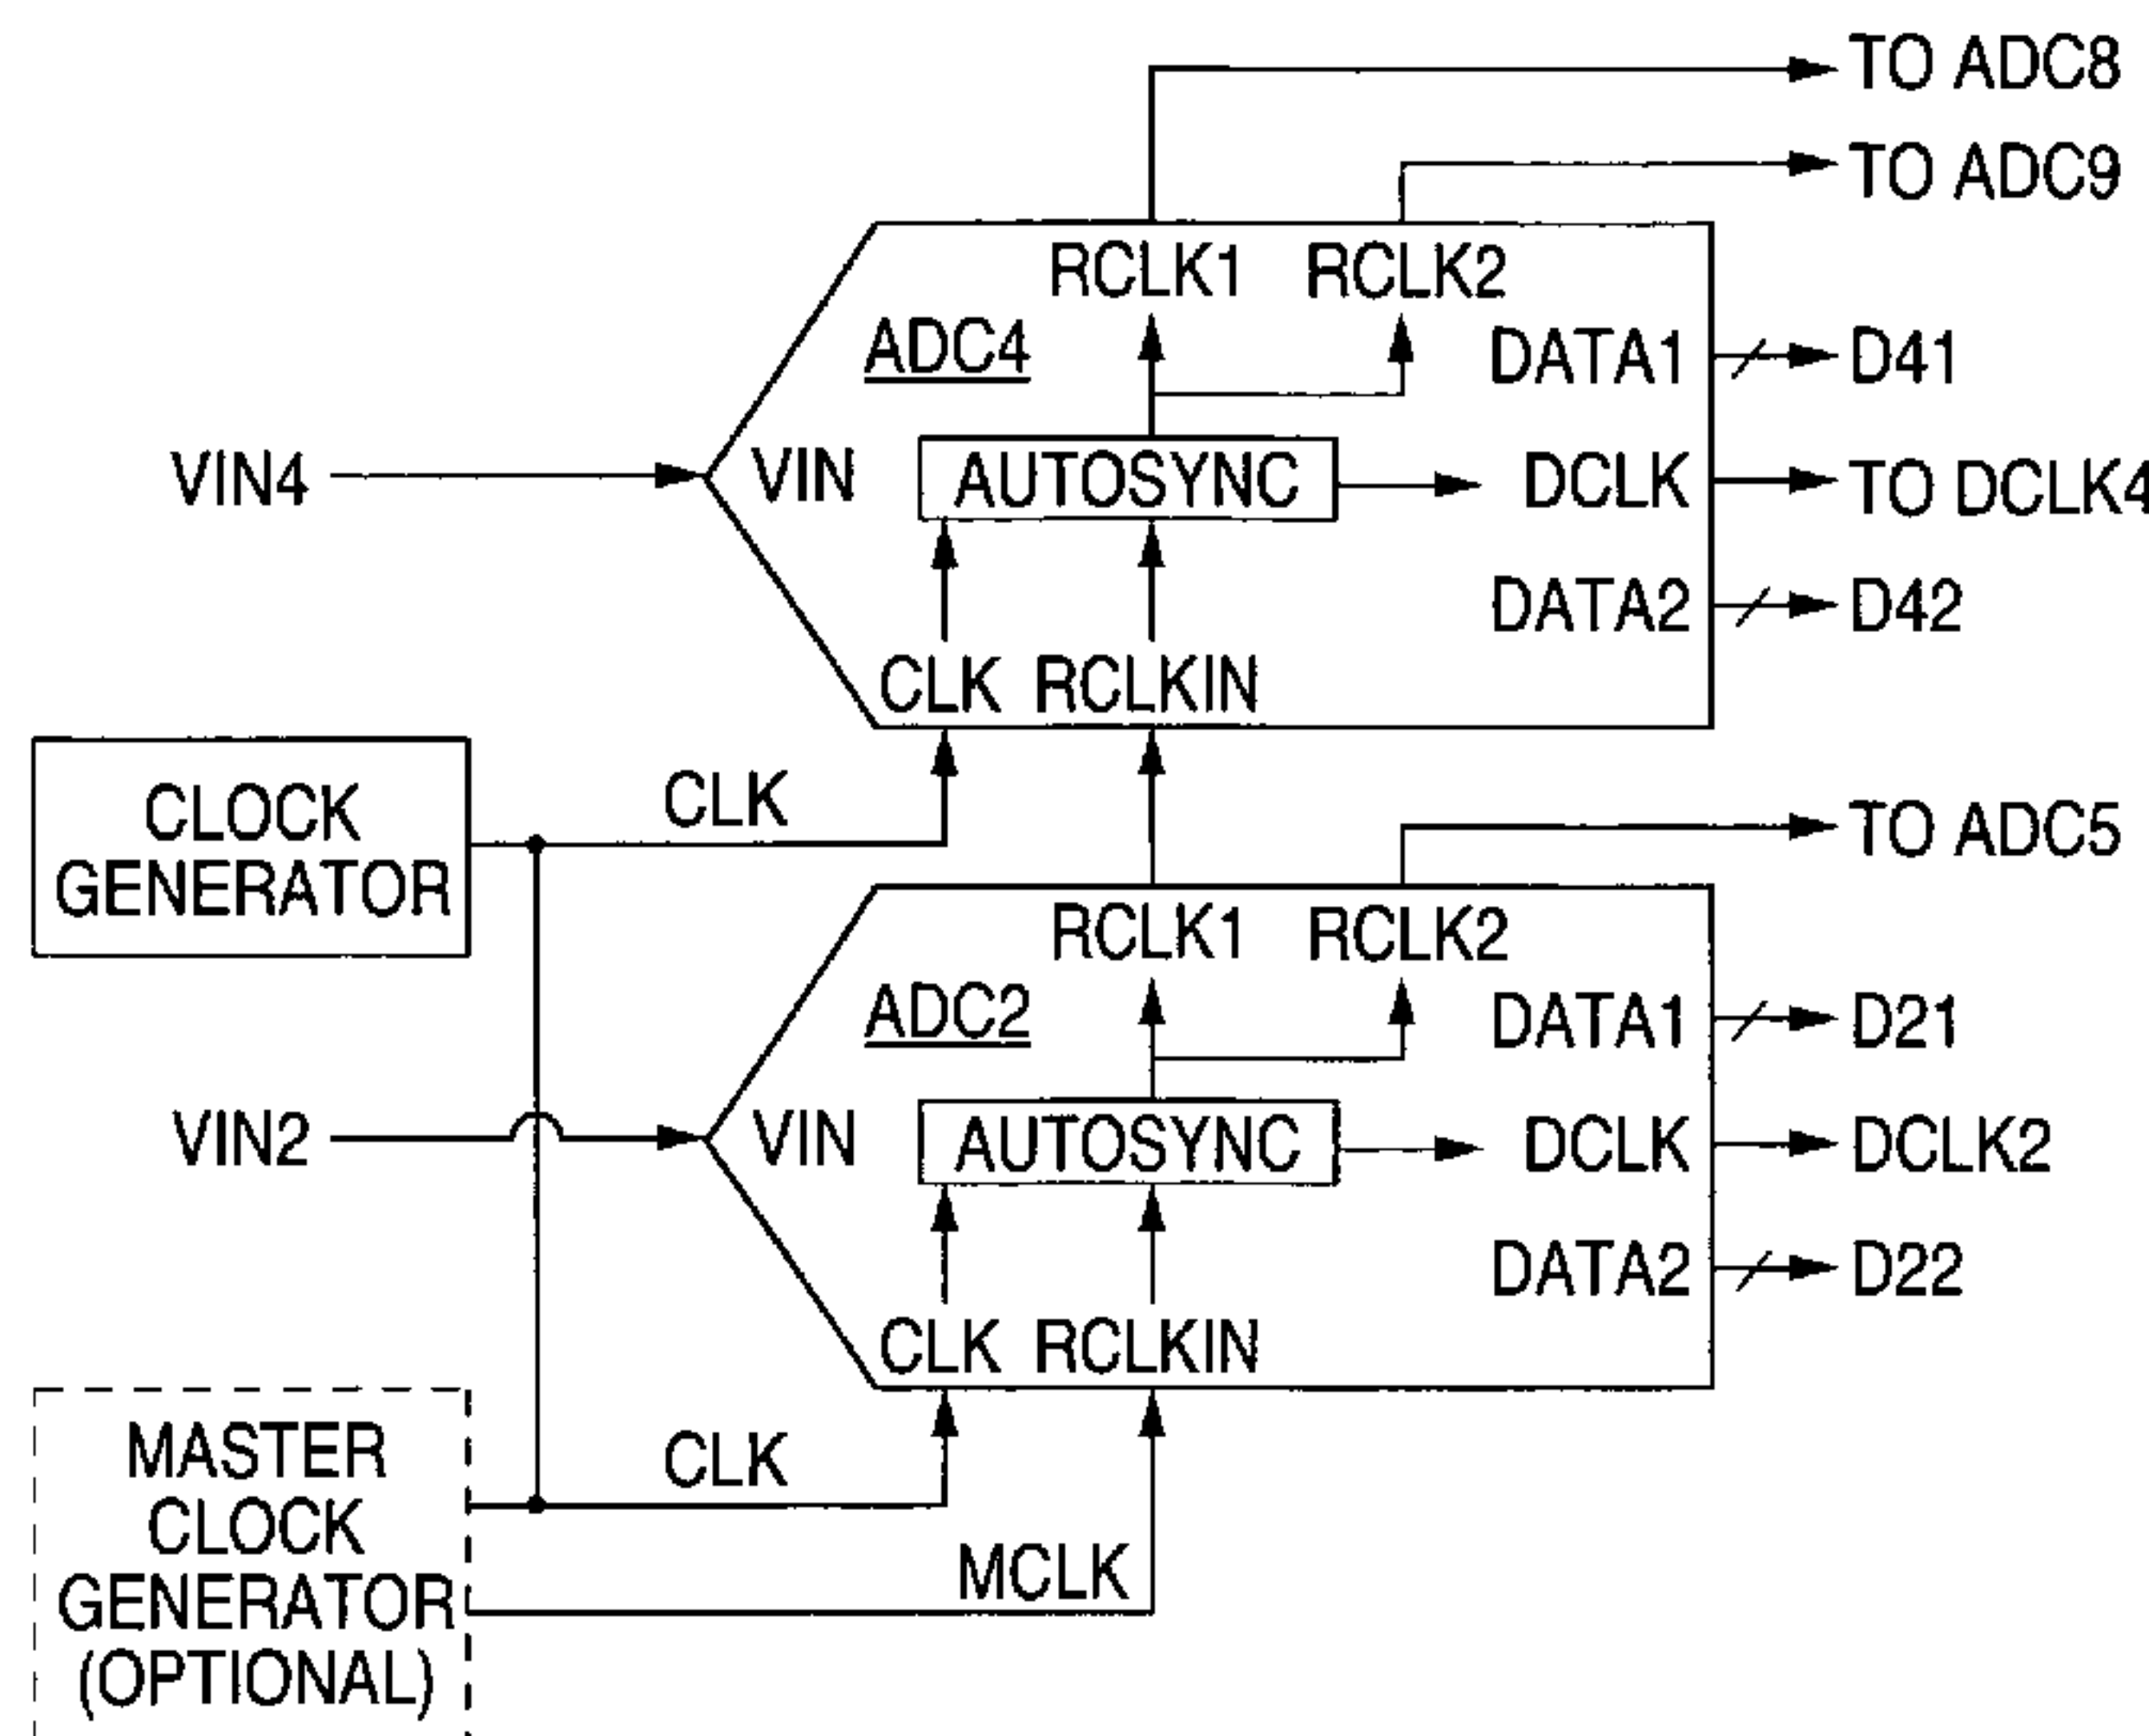 TO ADC8
TO ADC9
RCLK1 RCLK2
ADC4
DATA1
D41
VIN4
VIN
AUTOSYNC
DCLK
TO DCLK4
DATA2
D42
CLK RCLKIN
CLOCK
GENERATOR
CLK
TO ADC5
RCLK1 RCLK2
ADC2
DATA1
D21
VIN2
VIN
AUTOSYNC
DCLK
DCLK2
DATA2
D22
CLK RCLKIN
MASTER
CLOCK
GENERATOR
(OPTIONAL)
CLK
MCLK